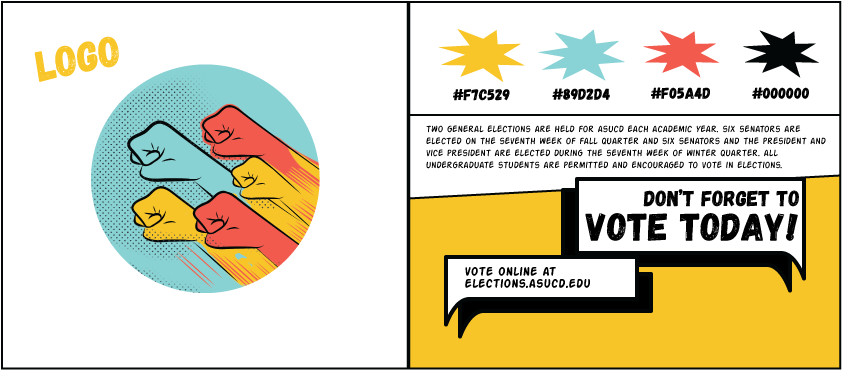 LOGO
#F7C529 #89D2D4 #F05A4D #000000
TWO GENERAL ELECTIONS ARE HELD FOR ASUCD EACH ACADEMIC YEAR. SIX SENATORS ARE
ELECTED ON THE SEVENTH WEEK OF FALL QUARTER AND SIX SENATORS AND THE PRESIDENT AND
VICE PRESIDENT ARE ELECTED DURING THE SEVENTH WEEK OF WINTER QUARTER. ALL
UNDERGRADUATE STUDENTS ARE PERMITTED AND ENCOURAGED TO VOTE IN ELECTIONS.
DON'T FORGET TO
VOTE TODAY!
VOTE ONLINE AT
ELECTIONS.ASUCD.EDU